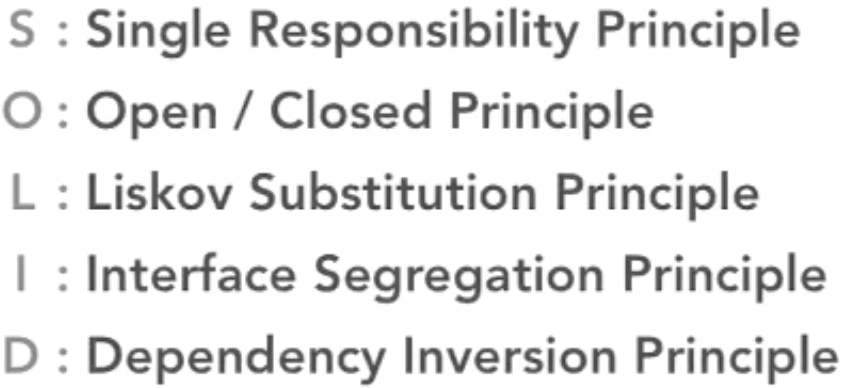 S : Single Responsibility Principle
O : Open / Closed Principle
L : Liskov Substitution Principle
I : Interface Segregation Principle
D : Dependency Inversion Principle